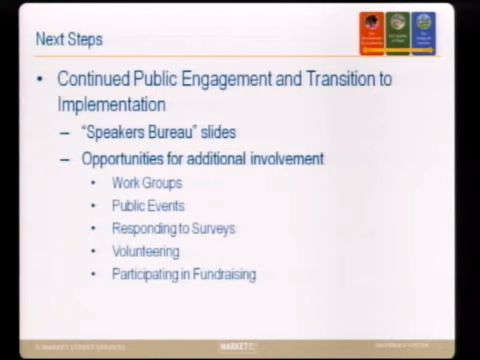 Next Steps
• Continued Public Engagement and Transition to
Implementation
– "Speakers Bureau" slides
– Opportunities for additional involvement
• Work Groups
• Public Events
• Responding to Surveys
• Volunteering
• Participating in Fundraising
© MARKET STREET SERVICES
MARKET